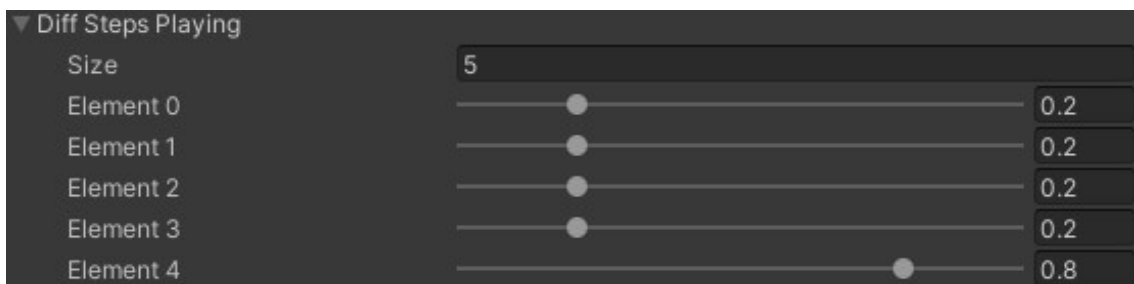 Diff Steps Playing
Size 5
Element 0 0.2
Element 1 0.2
Element 2 0.2
Element 3 0.2
Element 4 0.8